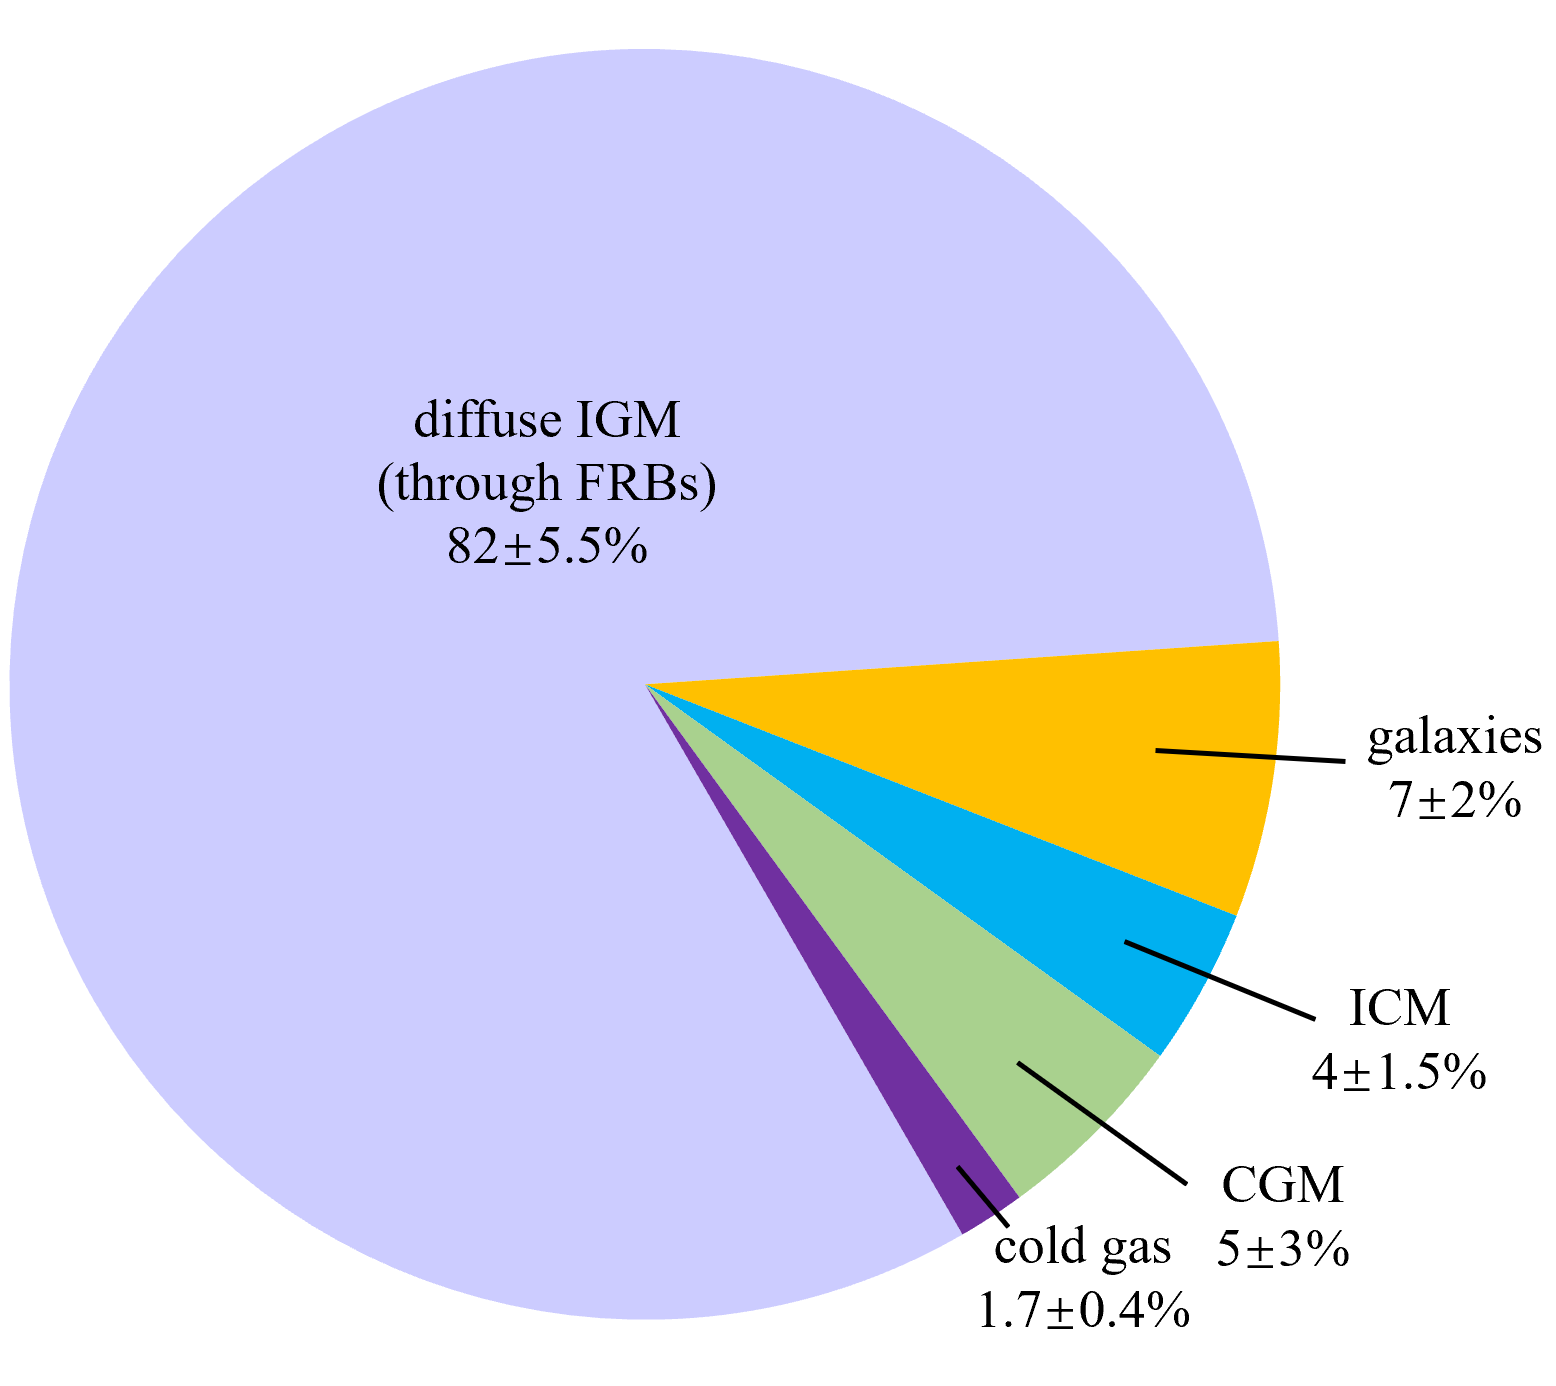 diffuse IGM
(through FRBs)
82±5.5%
galaxies
7±2%
ICM
4±1.5%
CGM
5±3%
cold gas
1.7±0.4%